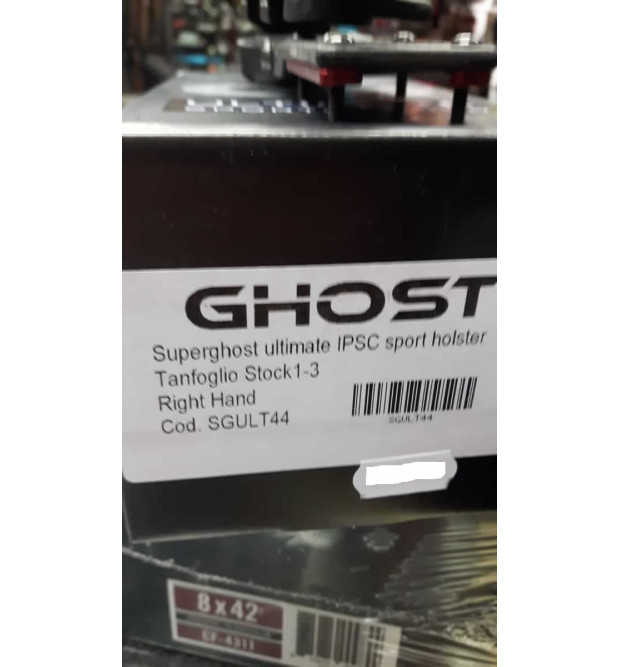 GHOST
Superghost ultimate IPSC sport holster
Tanfoglio Stock1-3
Right Hand
Cod. SGULT44
SGULT44
8x42